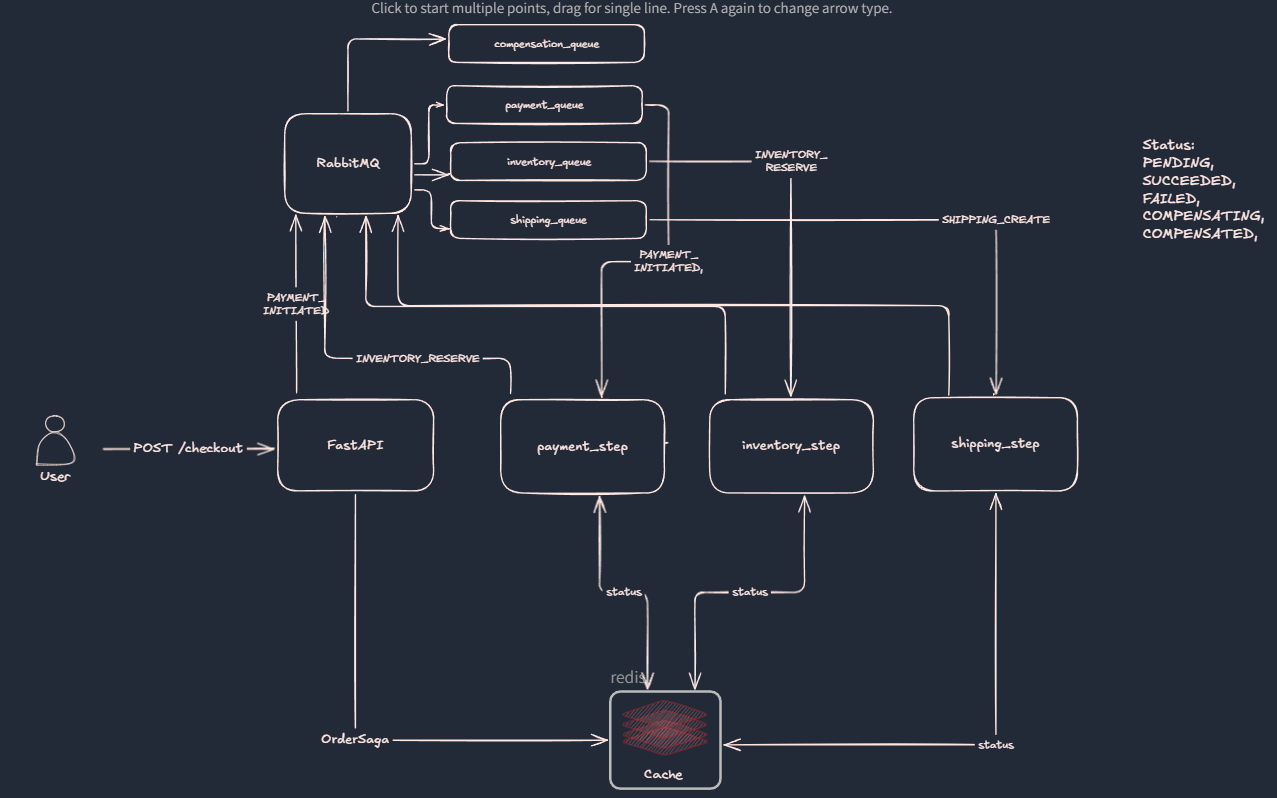 Click to start multiple points, drag for single line. Press A again to change arrow type.
compensation_queue
payment_queue
RabbitMQ
inventory_queue
shipping_queue
INVENTORY_
RESERVE
SHIPPING_CREATE
Status:
PENDING,
SUCCEEDED,
FAILED,
COMPENSATING,
COMPENSATED,
PAYMENT_
INITIATED,
PAYMENT_
INITIATED
INVENTORY_RESERVE
User
POST /checkout
FastAPI
payment_step
inventory_step
shipping_step
status
status
redis
OrderSaga
status
Cache